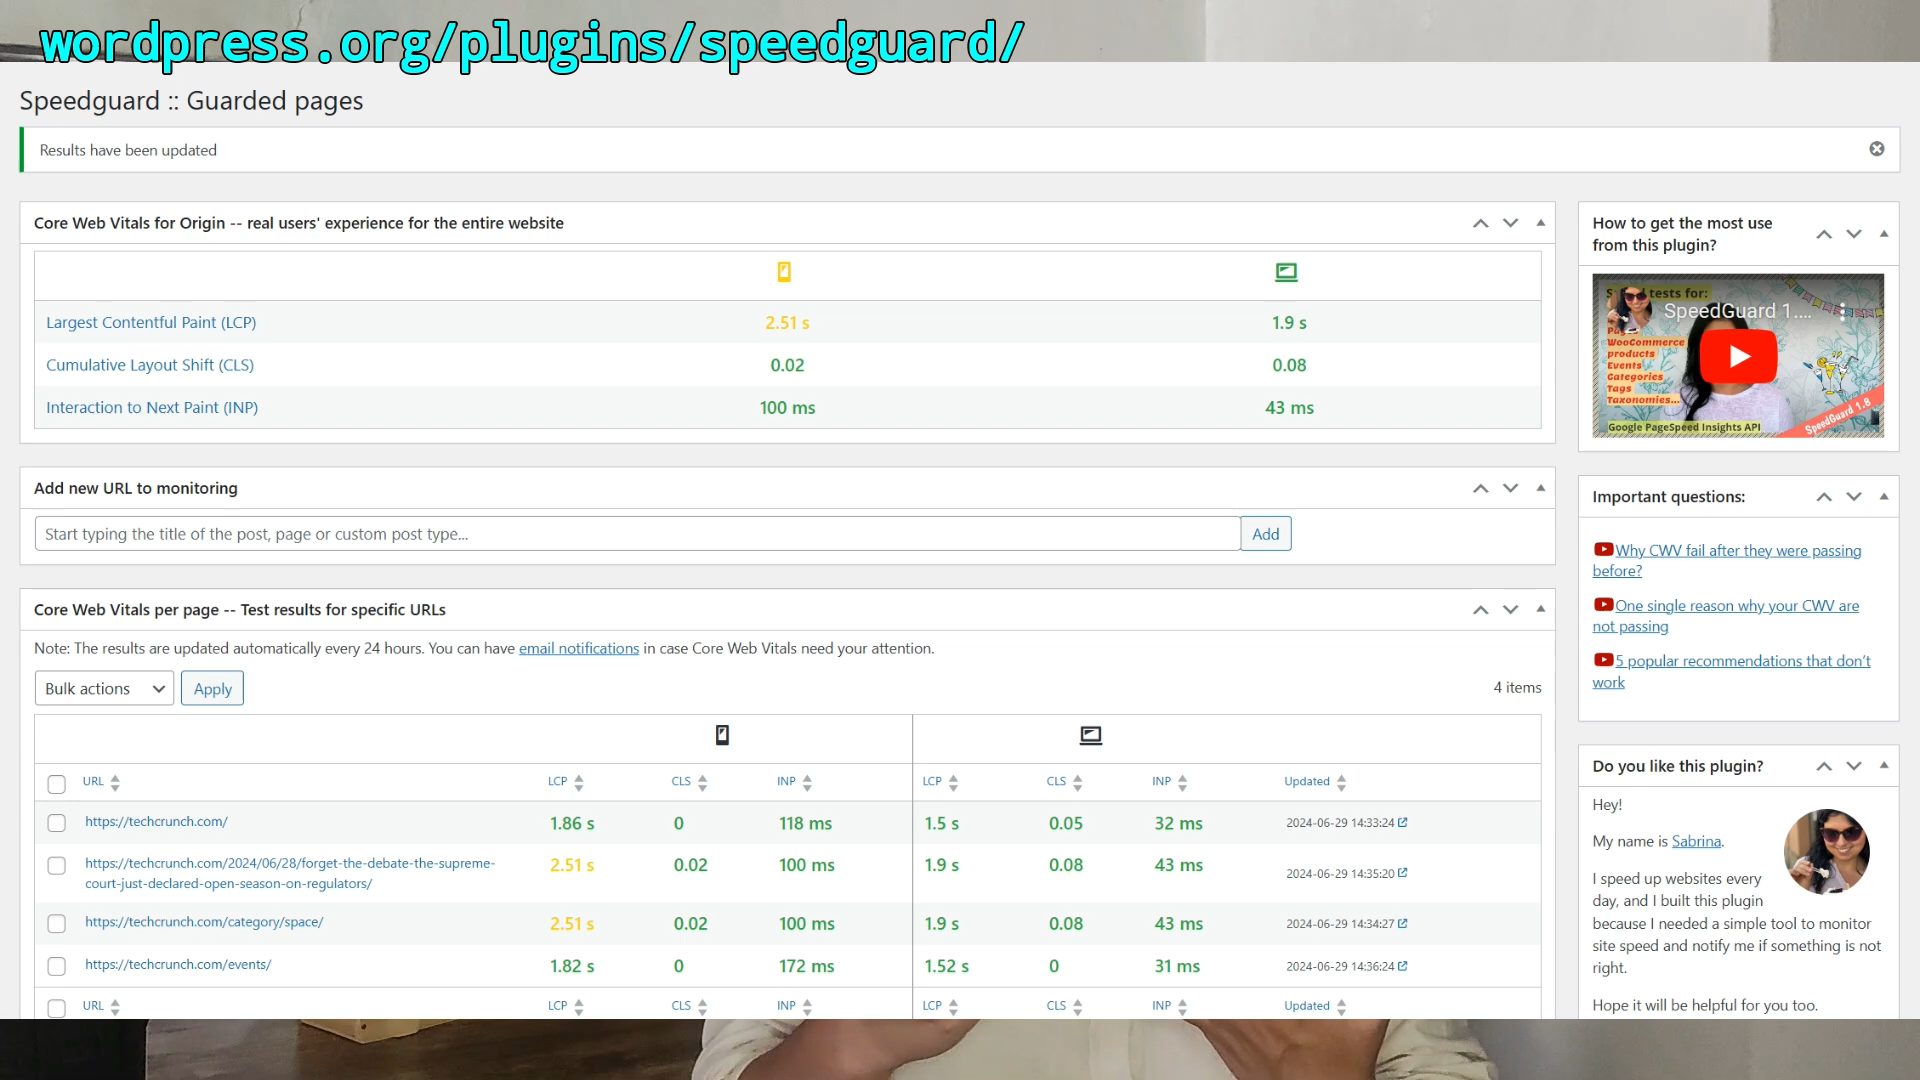 wordpress.org/plugins/speedguard/
Speedguard :: Guarded pages
Results have been updated
Core Web Vitals for Origin -- real users' experience for the entire website
Largest Contentful Paint (LCP) 2.51 s 1.9 s
Cumulative Layout Shift (CLS) 0.02 0.08
Interaction to Next Paint (INP) 100 ms 43 ms
Add new URL to monitoring
Start typing the title of the post, page or custom post type...
Add
Core Web Vitals per page -- Test results for specific URLs
Note: The results are updated automatically every 24 hours. You can have email notifications in case Core Web Vitals need your attention.
Bulk actions Apply 4 items
URL LCP CLS INP LCP CLS INP Updated
https://techcrunch.com/ 1.86 s 0 118 ms 1.5 s 0.05 32 ms 2024-06-29 14:33:24
https://techcrunch.com/2024/06/28/forget-the-debate-the-supreme-
court-just-declared-open-season-on-regulators/ 2.51 s 0.02 100 ms 1.9 s 0.08 43 ms 2024-06-29 14:35:20
https://techcrunch.com/category/space/ 2.51 s 0.02 100 ms 1.9 s 0.08 43 ms 2024-06-29 14:34:27
https://techcrunch.com/events/ 1.82 s 0 172 ms 1.52 s 0 31 ms 2024-06-29 14:36:24
URL LCP CLS INP LCP CLS INP Updated
How to get the most use
from this plugin?
tests for:
SpeedGuard 1....
WooCommerce
products
Events
Categories
Tags
Taxonomies...
Google PageSpeed Insights API
SpeedGuard 1.8
Important questions:
Why CWV fail after they were passing
before?
One single reason why your CWV are
not passing
5 popular recommendations that don't
work
Do you like this plugin?
Hey!
My name is Sabrina.
I speed up websites every
day, and I built this plugin
because I needed a simple tool to monitor
site speed and notify me if something is not
right.
Hope it will be helpful for you too.